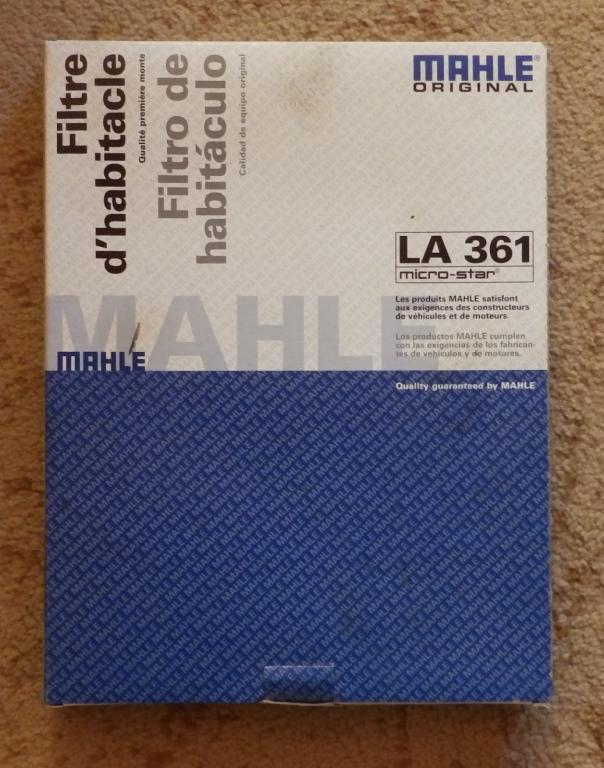 Filtre
d'habitacle
Qualité première monte
Filtro de
habitáculo
Calidad de equipo original
MAHLE®
ORIGINAL
LA 361
micro-star®
Les produits MAHLE satisfont
aux exigences des constructeurs
de véhicules et de moteurs.
Los productos MAHLE cumplen
con las exigencias de los fabrican-
tes de vehículos y de motores.
MAHLE
MAHLE
Quality guaranteed by MAHLE